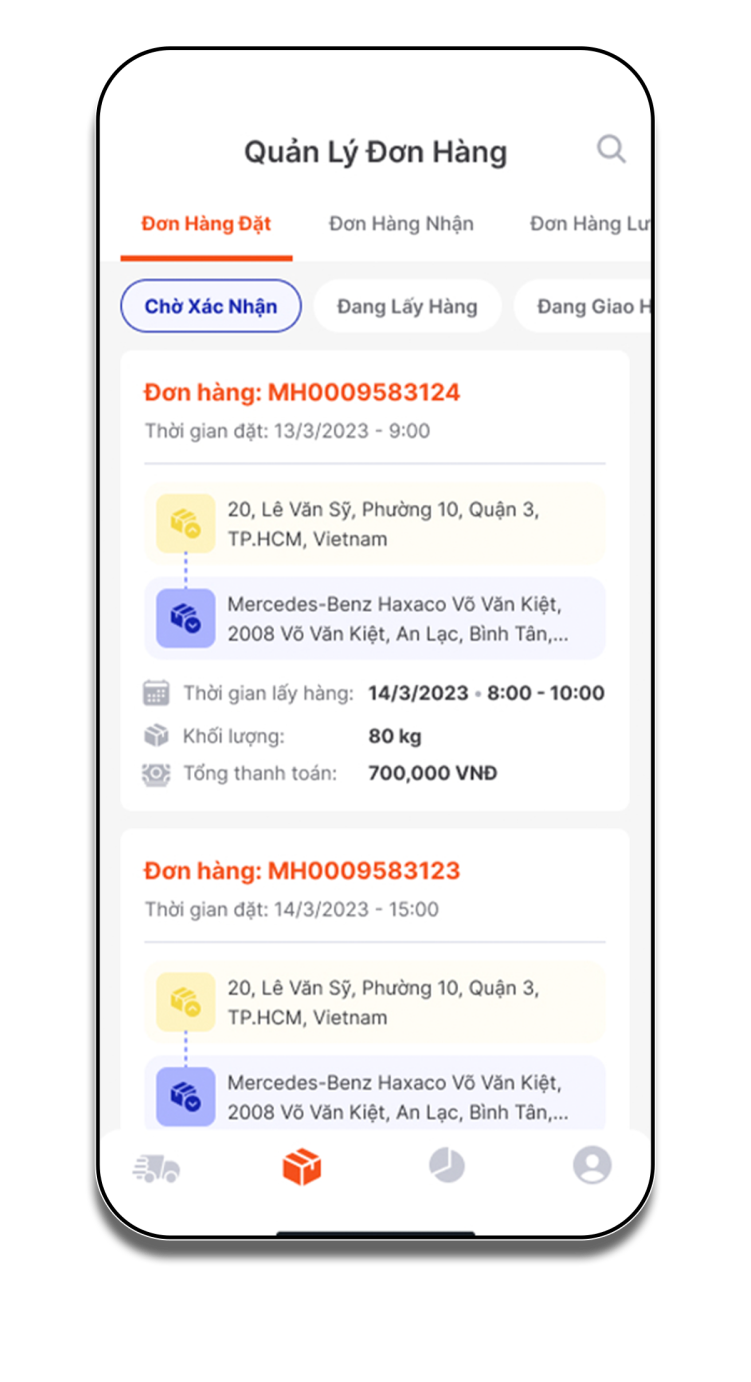 Quản Lý Đơn Hàng
Đơn Hàng Đặt Đơn Hàng Nhận Đơn Hàng Lư
Chờ Xác Nhận Đang Lấy Hàng Đang Giao H
Đơn hàng: MH0009583124
Thời gian đặt: 13/3/2023 - 9:00
20, Lê Văn Sỹ, Phường 10, Quận 3,
TP.HCM, Vietnam
Mercedes-Benz Haxaco Võ Văn Kiệt,
2008 Võ Văn Kiệt, An Lạc, Bình Tân,...
Thời gian lấy hàng: 14/3/2023 • 8:00 - 10:00
Khối lượng: 80 kg
Tổng thanh toán: 700,000 VNĐ
Đơn hàng: MH0009583123
Thời gian đặt: 14/3/2023 - 15:00
20, Lê Văn Sỹ, Phường 10, Quận 3,
TP.HCM, Vietnam
Mercedes-Benz Haxaco Võ Văn Kiệt,
2008 Võ Văn Kiệt, An Lạc, Bình Tân,...